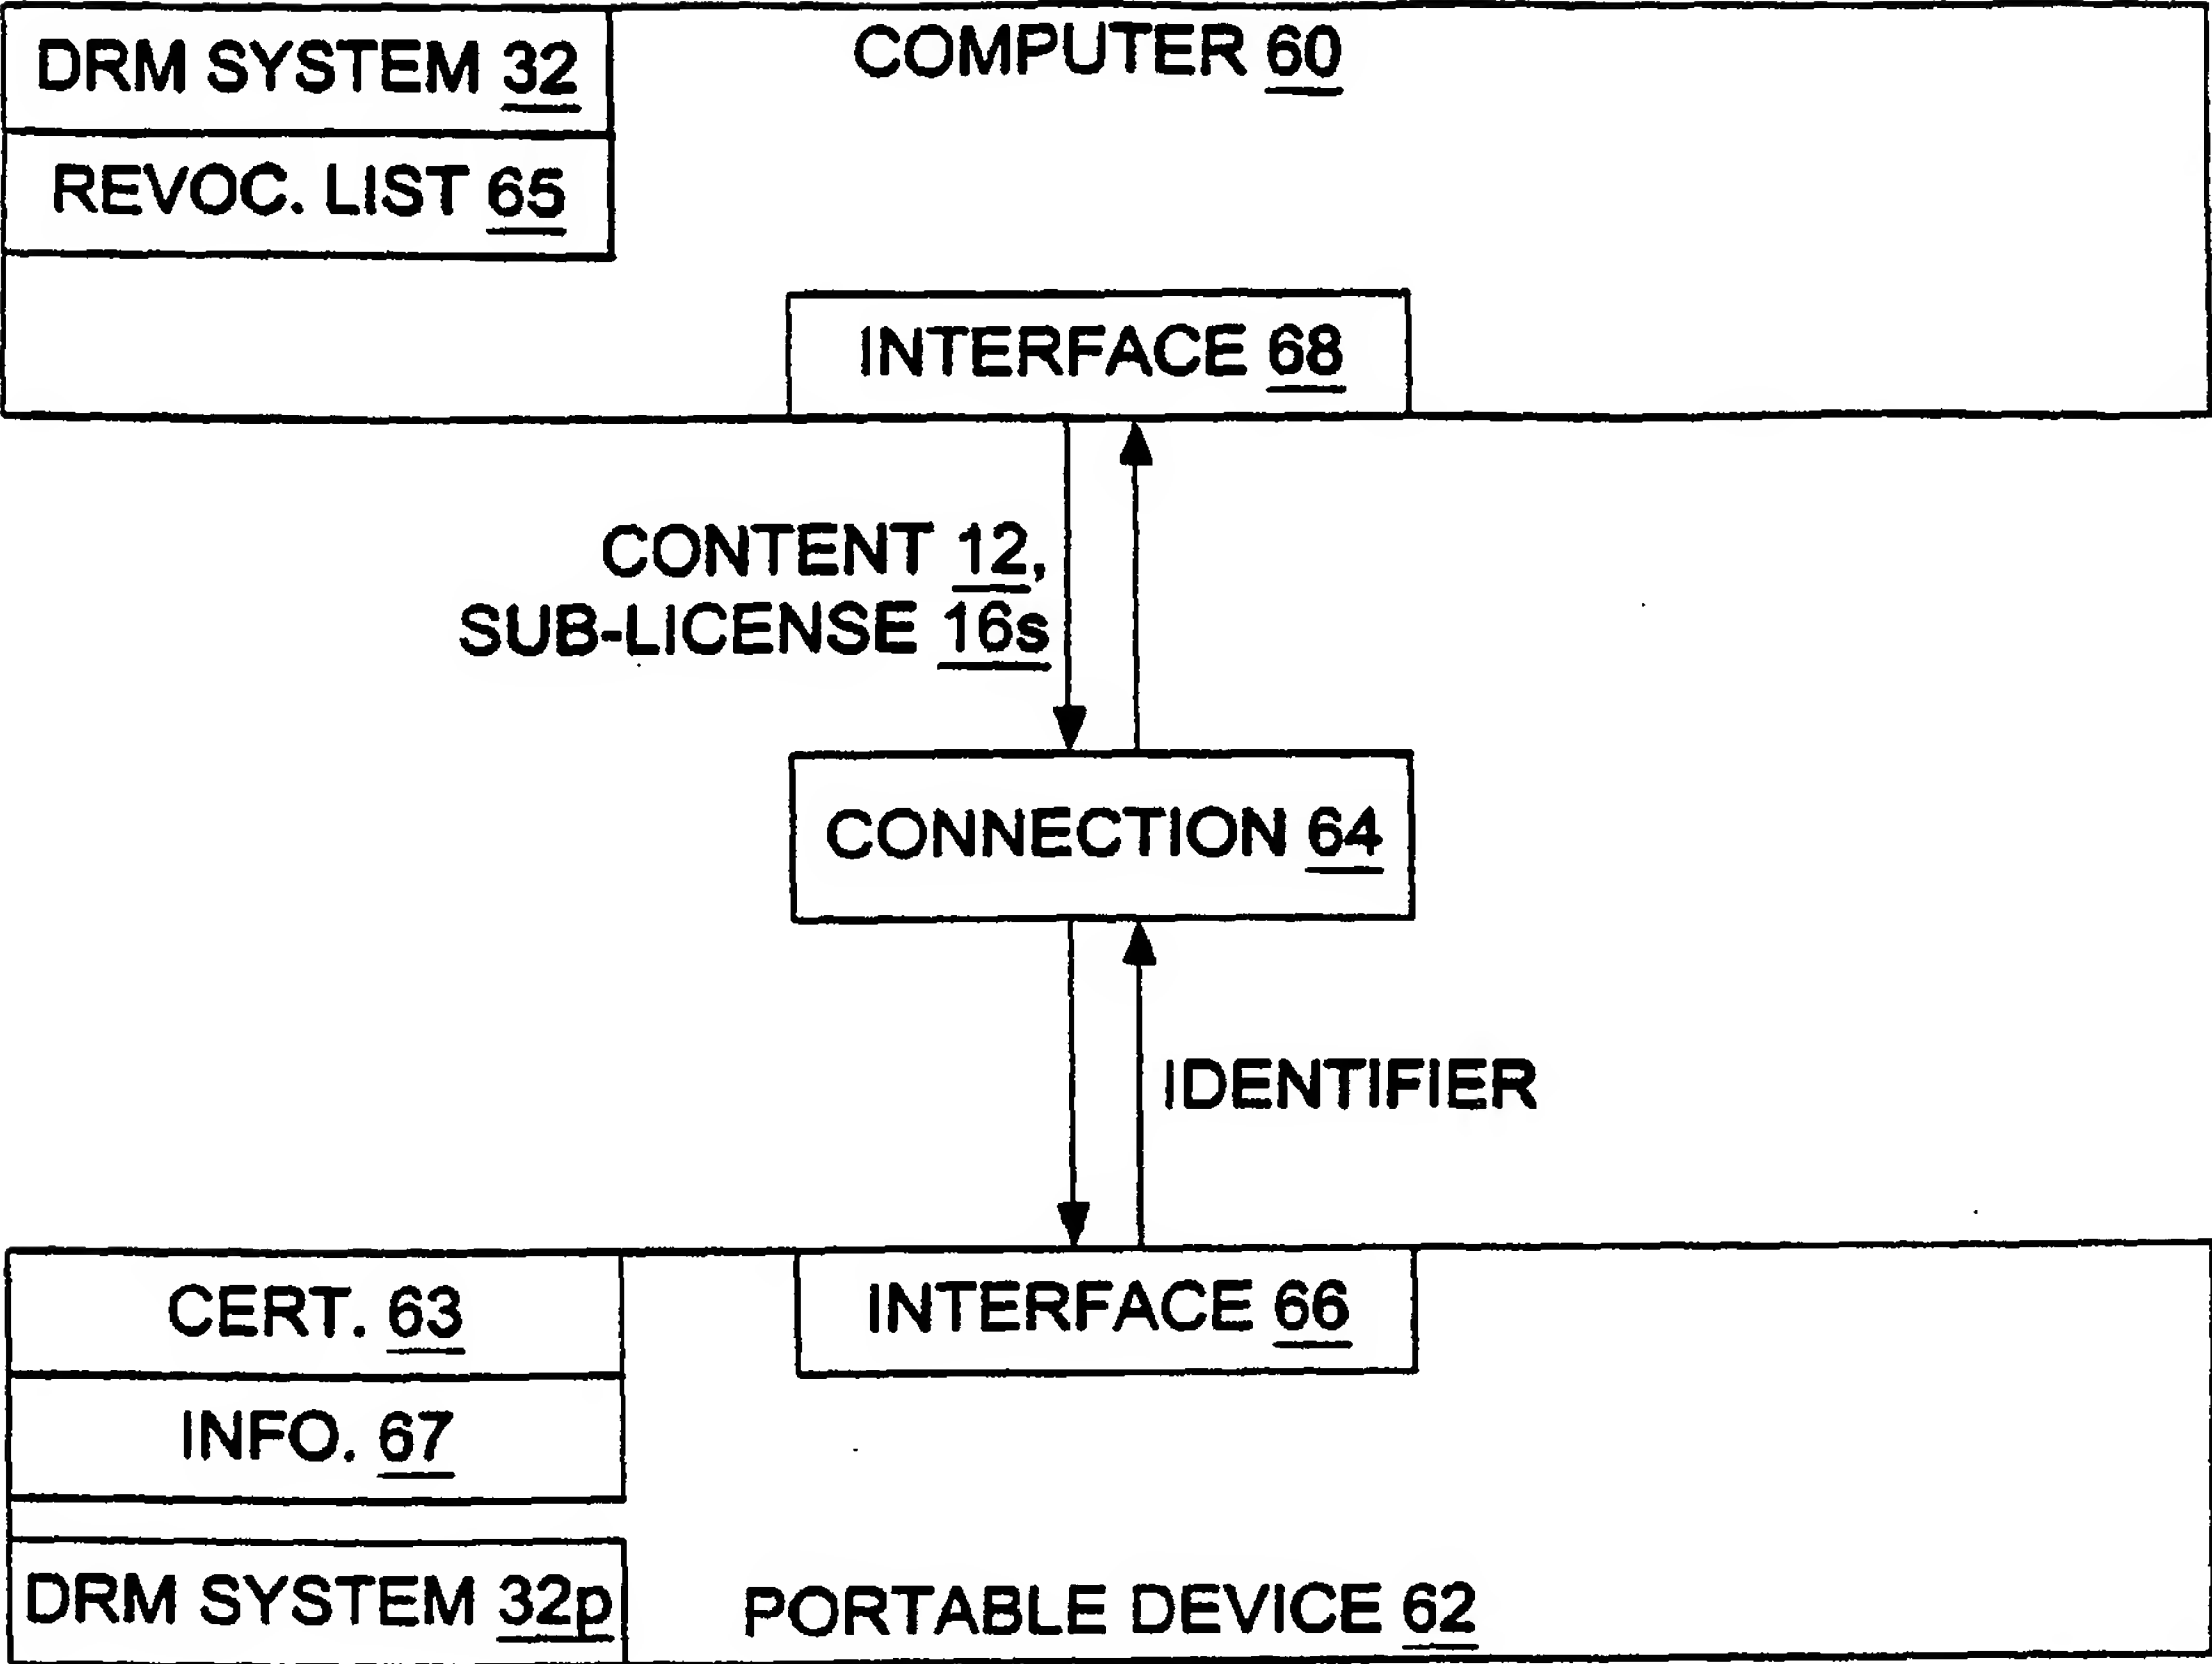 DRM SYSTEM 32
COMPUTER 60
REVOC. LIST 65
INTERFACE 68
CONTENT 12,
SUB-LICENSE 16s
CONNECTION 64
IDENTIFIER
CERT. 63
INTERFACE 66
INFO. 67
DRM SYSTEM 32p
PORTABLE DEVICE 62